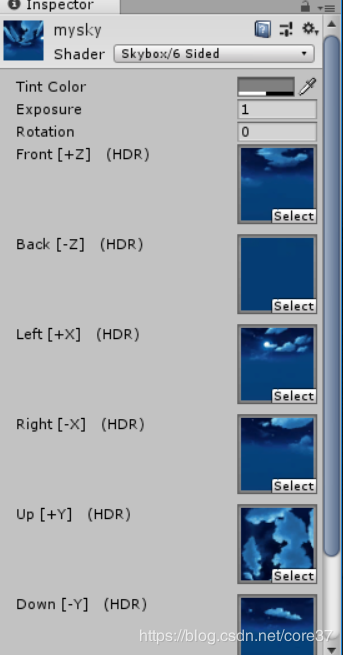 Inspector
mysky
Shader Skybox/6 Sided
Tint Color
Exposure 1
Rotation 0
Front [+Z] (HDR)
Select
Back [-Z] (HDR)
Select
Left [+X] (HDR)
Select
Right [-X] (HDR)
Select
Up [+Y] (HDR)
Select
Down [-Y] (HDR)
https://blog.csdn.net/core37